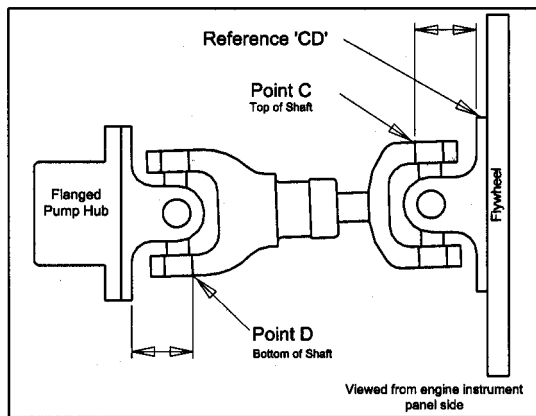 Reference 'CD'
Point C
Top of Shaft
Flanged
Pump Hub
Flywheel
Point D
Bottom of Shaft
Viewed from engine instrument
panel side